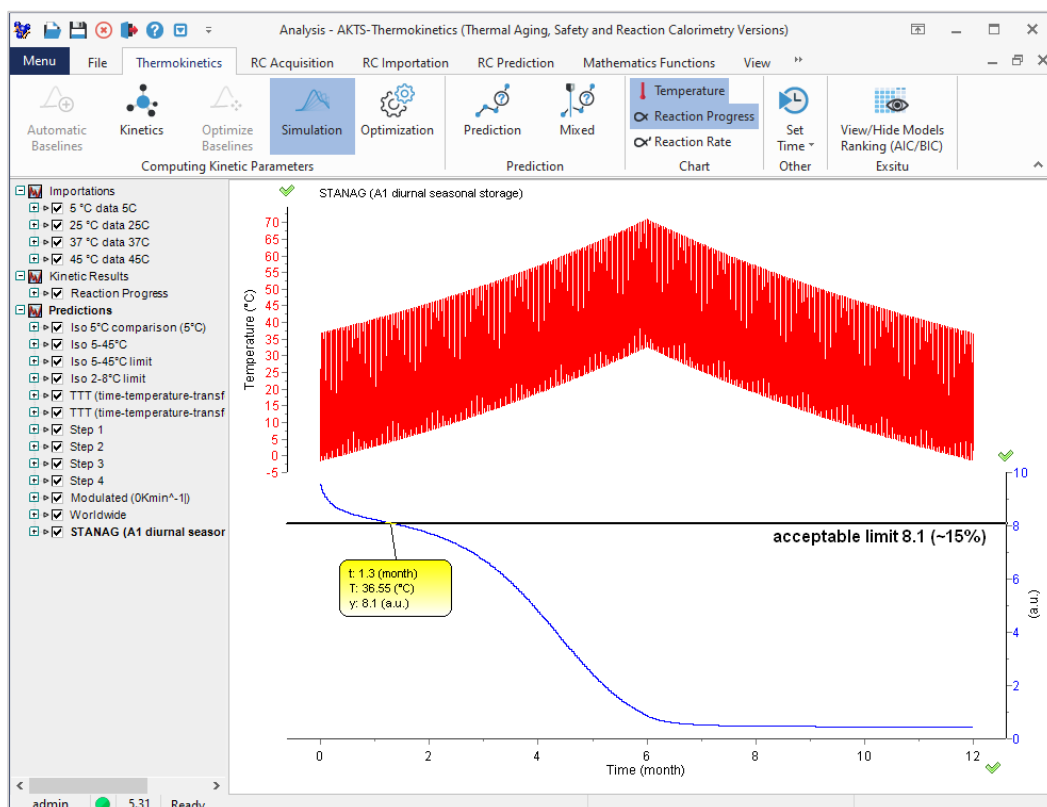 Analysis - AKTS-Thermokinetics (Thermal Aging, Safety and Reaction Calorimetry Versions)
Menu File Thermokinetics RC Acquisition RC Importation RC Prediction Mathematics Functions View
Automatic Baselines
Kinetics
Optimize Baselines
Simulation
Optimization
Computing Kinetic Parameters
Prediction
Mixed
Prediction
Temperature
Reaction Progress
Reaction Rate
Chart
Set Time
Other
View/Hide Models Ranking (AIC/BIC)
Exsitu
Importations
5 °C data 5C
25 °C data 25C
37 °C data 37C
45 °C data 45C
Kinetic Results
Reaction Progress
Predictions
Iso 5°C comparison (5°C)
Iso 5-45°C
Iso 5-45°C limit
Iso 2-8°C limit
TTT (time-temperature-transf
TTT (time-temperature-transf
Step 1
Step 2
Step 3
Step 4
Modulated (0Kmin^-1|)
Worldwide
STANAG (A1 diurnal seasor
STANAG (A1 diurnal seasonal storage)
70
65
60
55
50
45
40
35
30
25
20
15
10
5
0
-5
Temperature (°C)
10
8
6
4
2
0
(a.u.)
acceptable limit 8.1 (~15%)
t: 1.3 (month)
T: 36.55 (°C)
y: 8.1 (a.u.)
0 2 4 6 8 10 12
Time (month)
admin 5.31 Ready